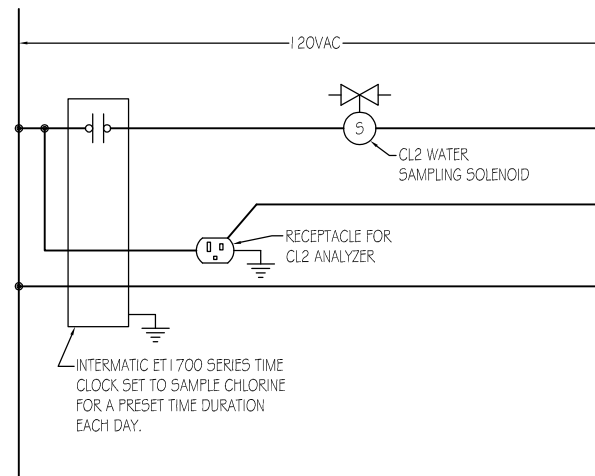 120VAC
S
CL2 WATER
SAMPLING SOLENOID
RECEPTACLE FOR
CL2 ANALYZER
INTERMATIC ET1700 SERIES TIME
CLOCK SET TO SAMPLE CHLORINE
FOR A PRESET TIME DURATION
EACH DAY.